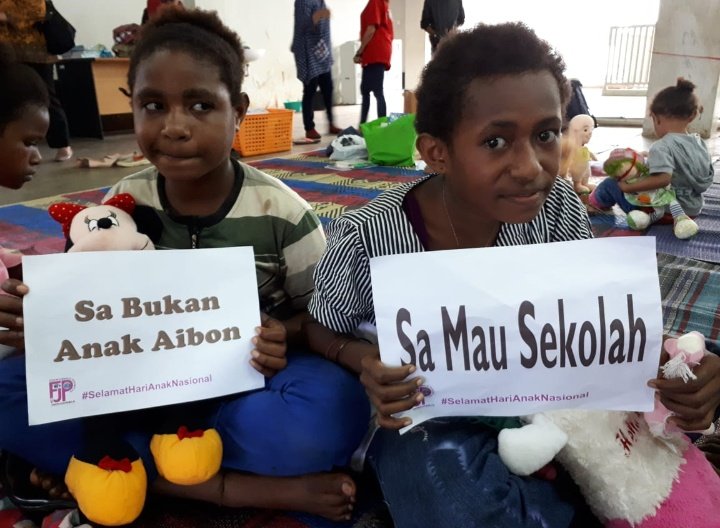 Sa Bukan
Anak Aibon
#SelamatHariAnakNasional
Sa Mau Sekolah
#SelamatHariAnakNasional